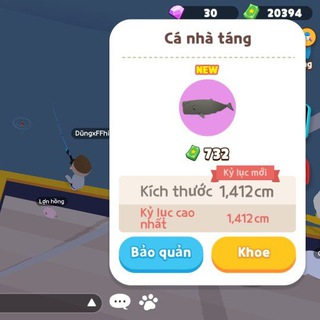 30
20394
Cá nhà táng
NEW
732
Kỷ lục mới
Kích thước 1,412cm
Kỷ lục cao nhất 1,412cm
Bảo quản
Khoe
DũngxFFhi
Lợn hồng